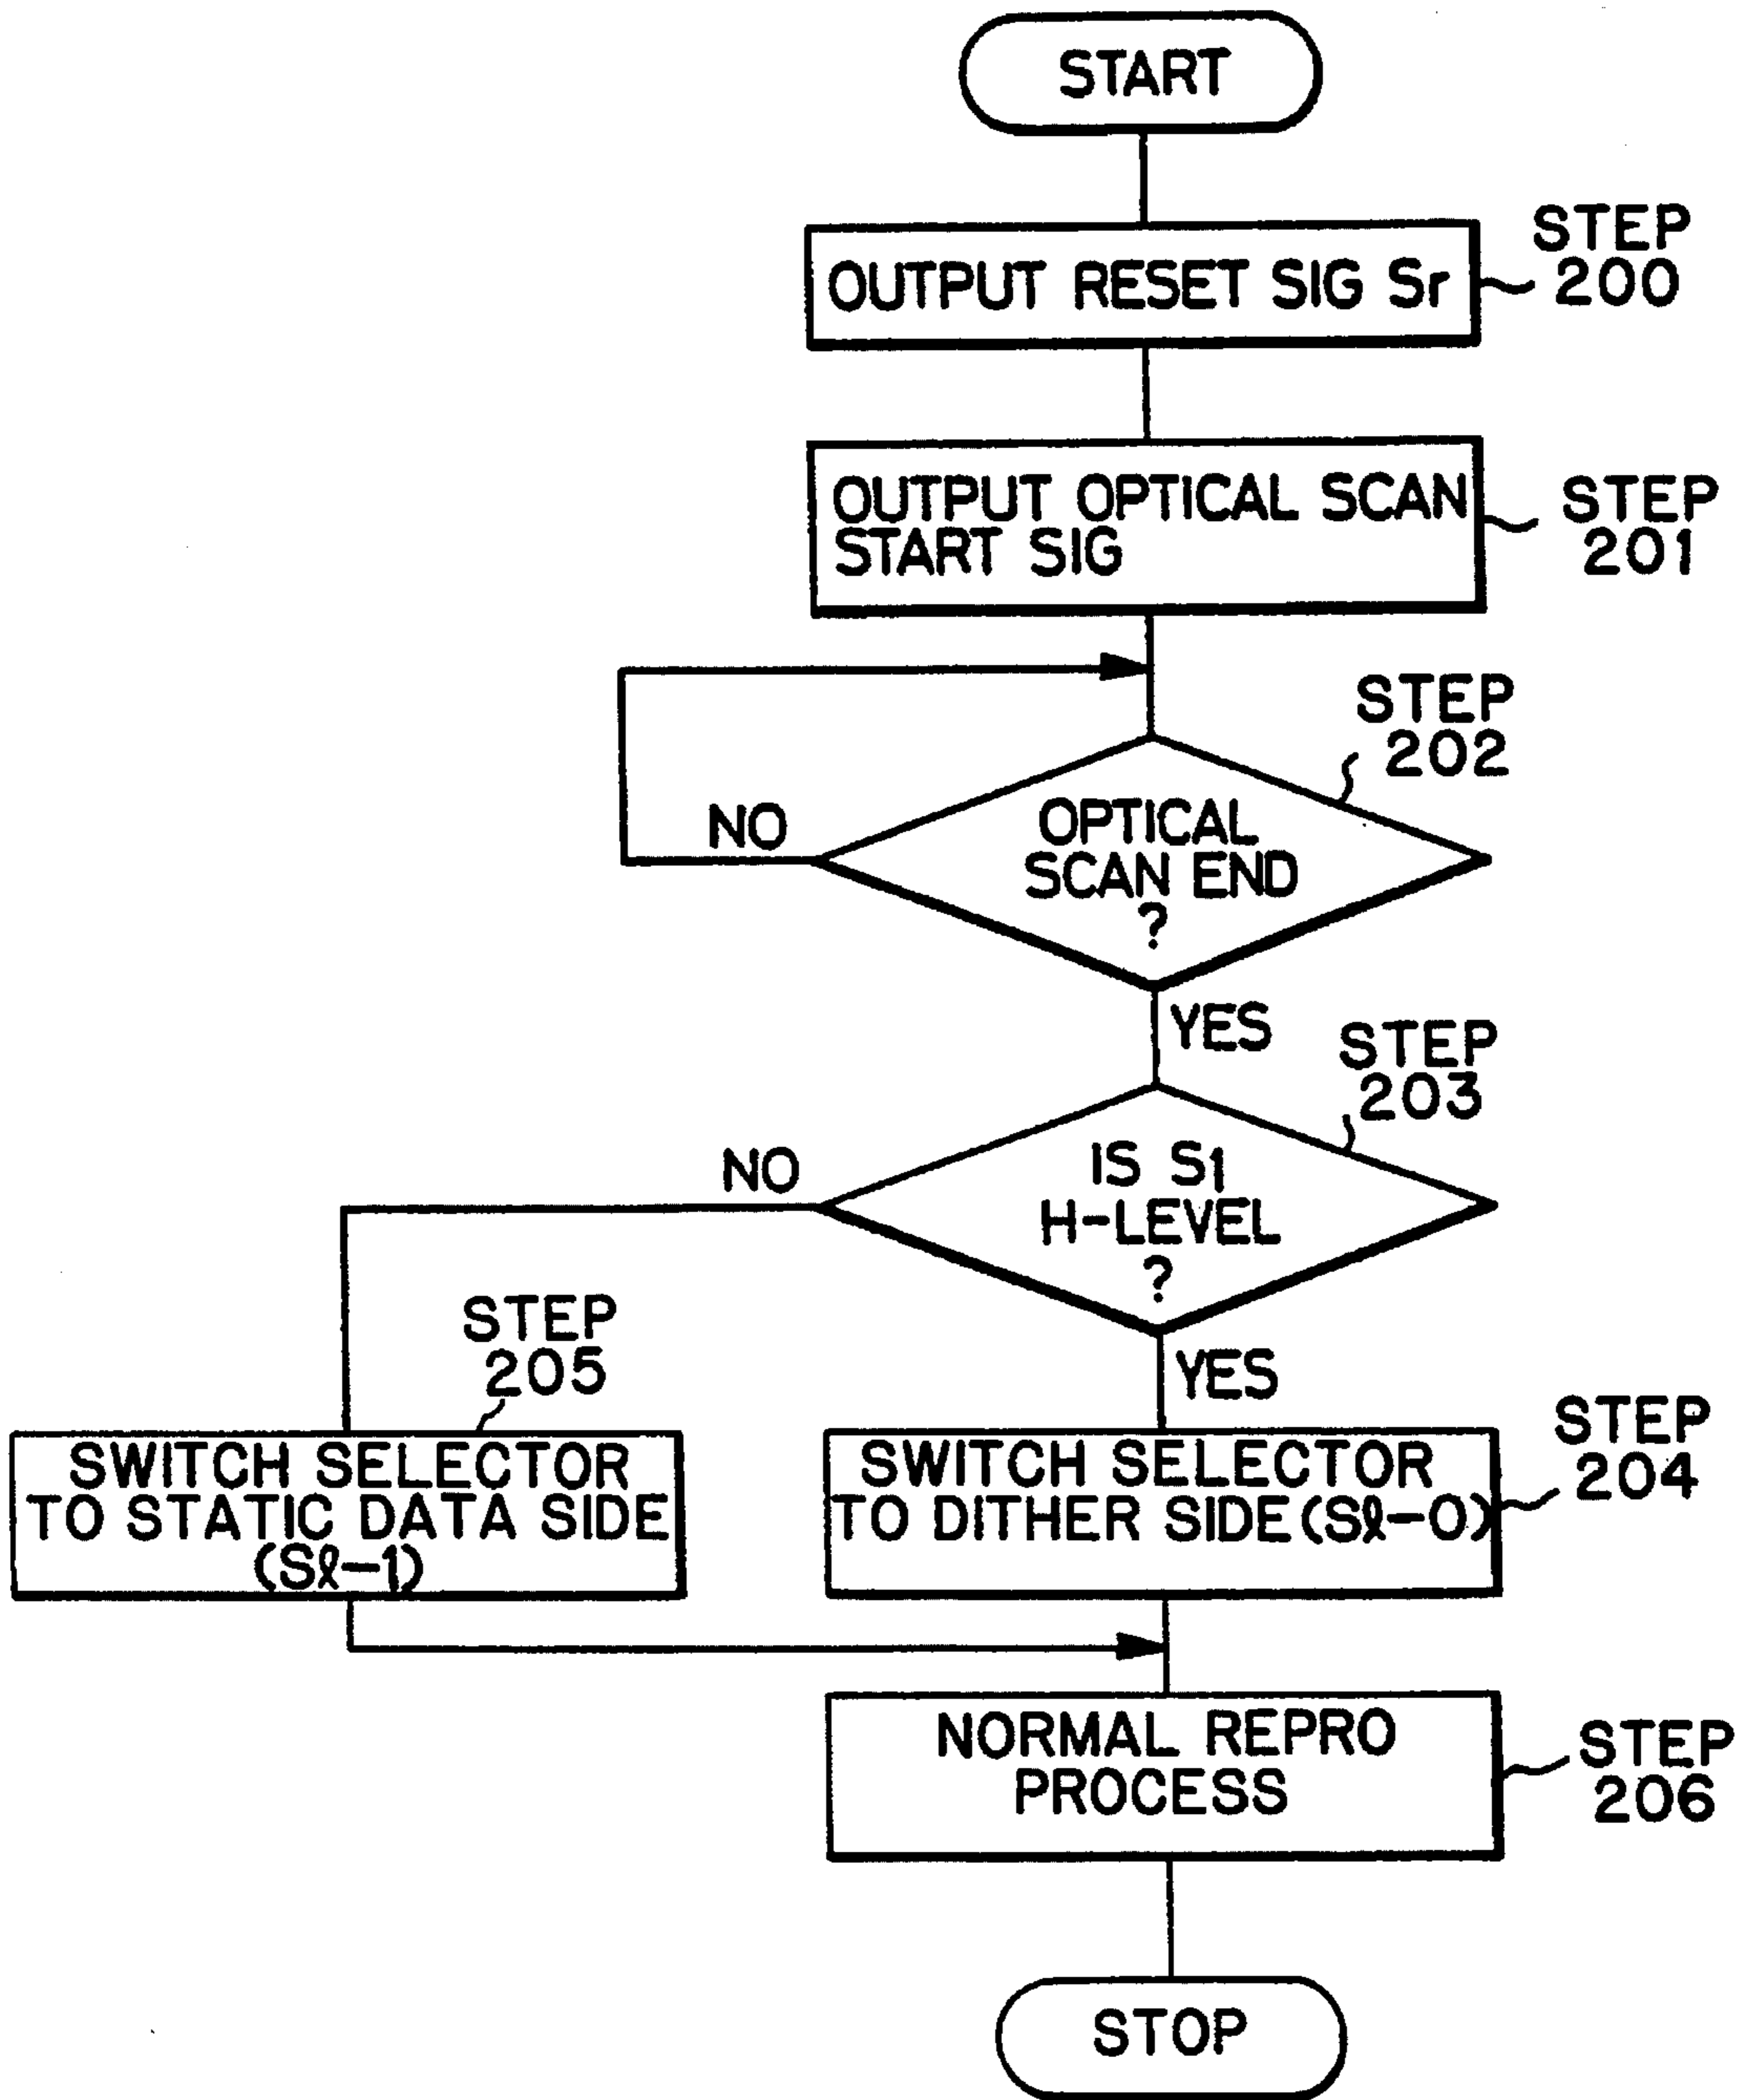 START
OUTPUT RESET SIG Sr
STEP
200
OUTPUT OPTICAL SCAN
START SIG
STEP
201
STEP
202
NO
OPTICAL
SCAN END
?
YES
STEP
203
NO
IS S1
H-LEVEL
?
YES
STEP
205
SWITCH SELECTOR
TO STATIC DATA SIDE
(Sℓ-1)
SWITCH SELECTOR
TO DITHER SIDE(Sℓ-0)
STEP
204
NORMAL REPRO
PROCESS
STEP
206
STOP